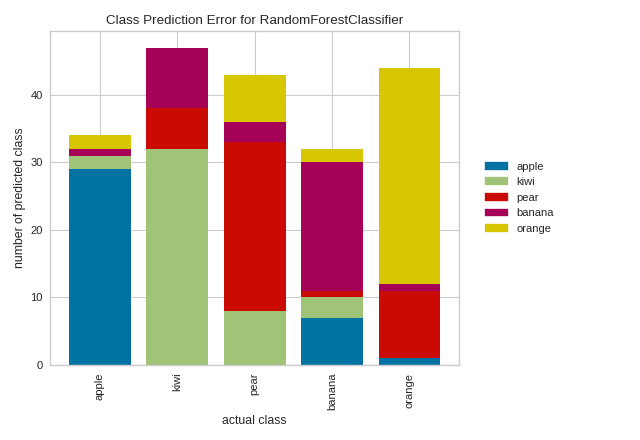 Class Prediction Error for RandomForestClassifier
number of predicted class
40
30
20
10
0
apple
kiwi
pear
banana
orange
actual class
apple
kiwi
pear
banana
orange